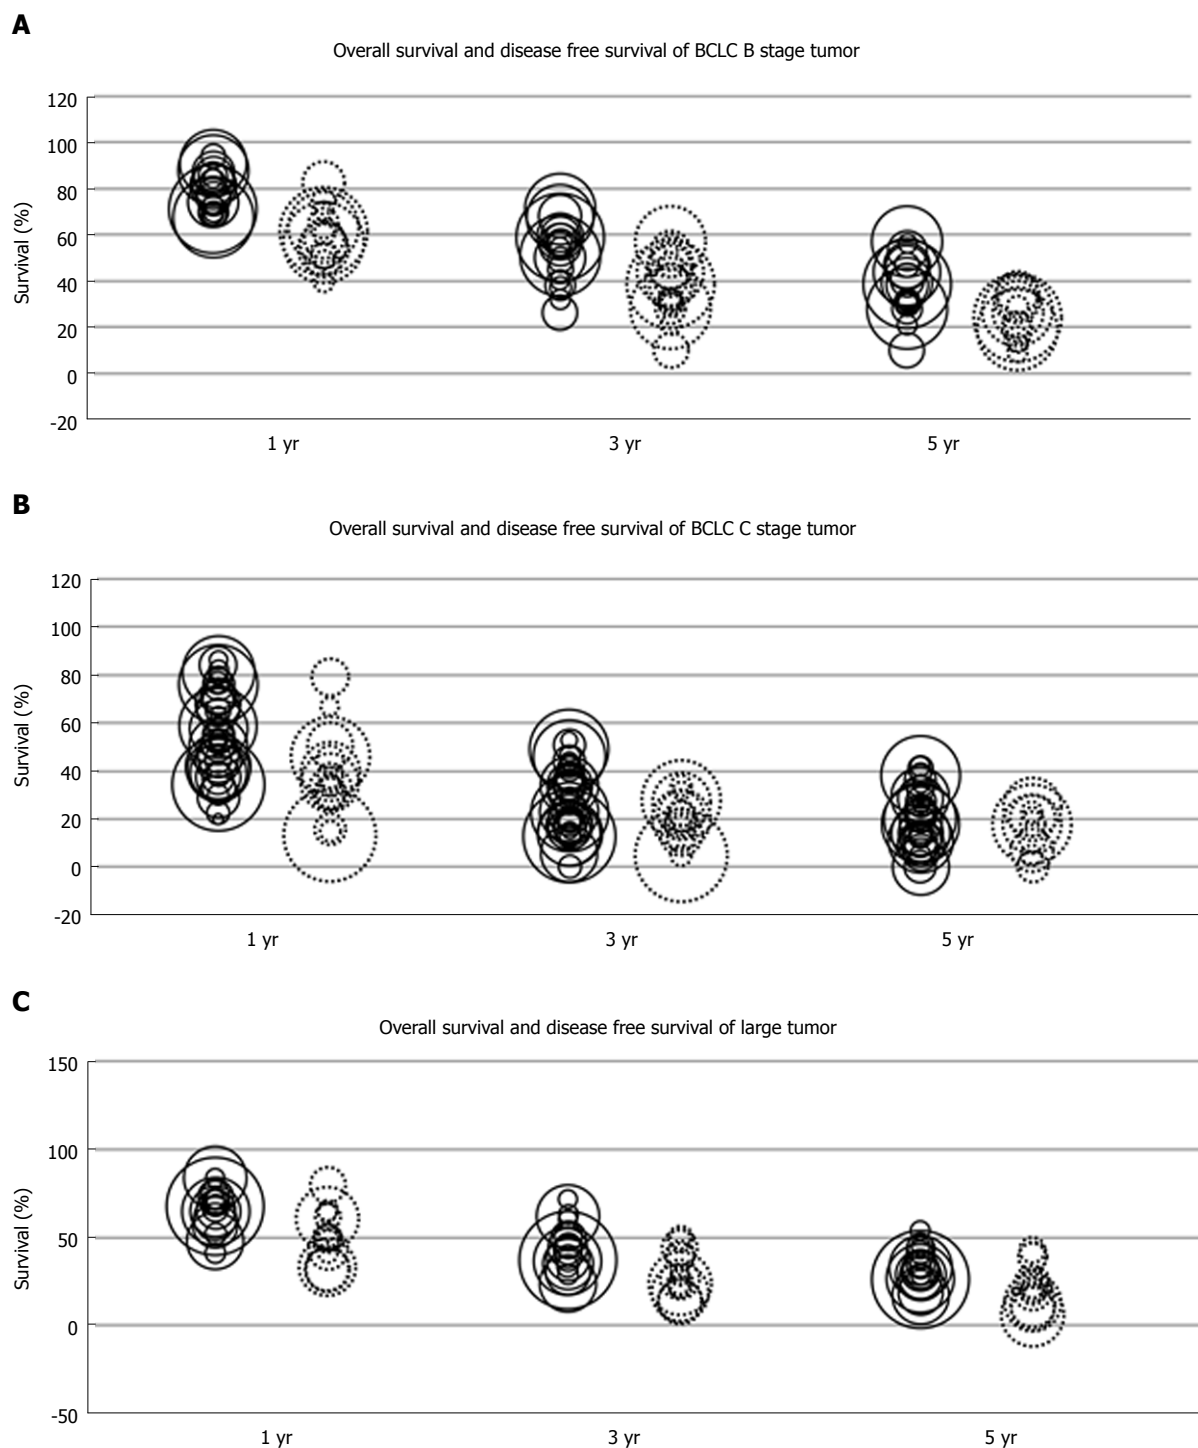 A
Overall survival and disease free survival of BCLC B stage tumor
120
100
80
60
40
20
0
-20
Survival (%)
1 yr
3 yr
5 yr
B
Overall survival and disease free survival of BCLC C stage tumor
120
100
80
60
40
20
0
-20
Survival (%)
1 yr
3 yr
5 yr
C
Overall survival and disease free survival of large tumor
150
100
50
0
-50
Survival (%)
1 yr
3 yr
5 yr